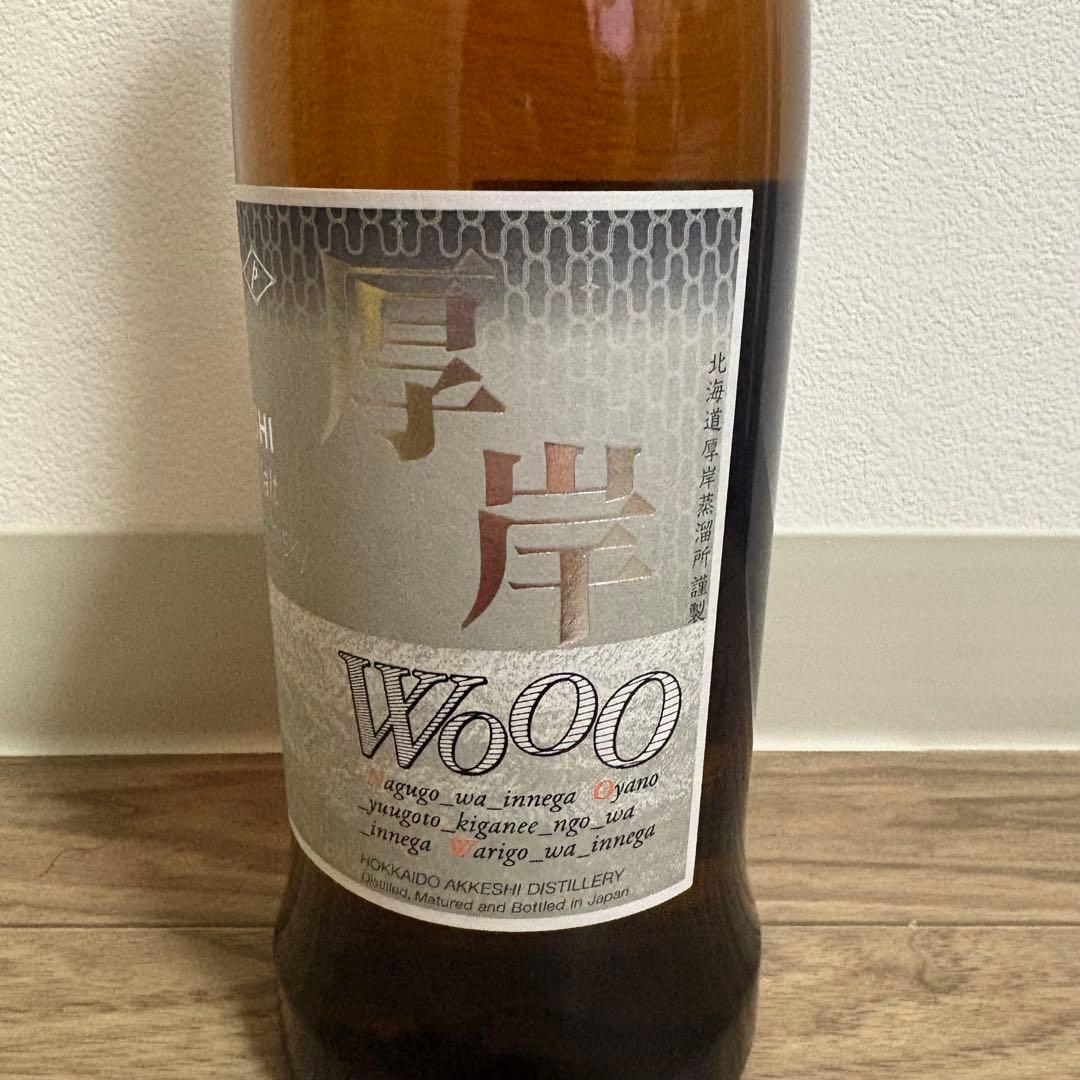 厚岸
北海道厚岸蒸溜所 謹製
HI
WoOO
Nagugo_wa_innega Oyano
_yuugoto_kiganee_ngo_wa
_innega Warigo_wa_innega
HOKKAIDO AKKESHI DISTILLERY
Distilled, Matured and Bottled in Japan